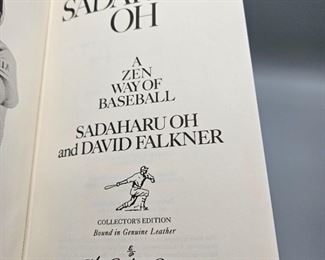 OH
A
ZEN
WAY OF
BASEBALL
SADAHARU OH
and DAVID FALKNER
COLLECTOR'S EDITION
Bound in Genuine Leather